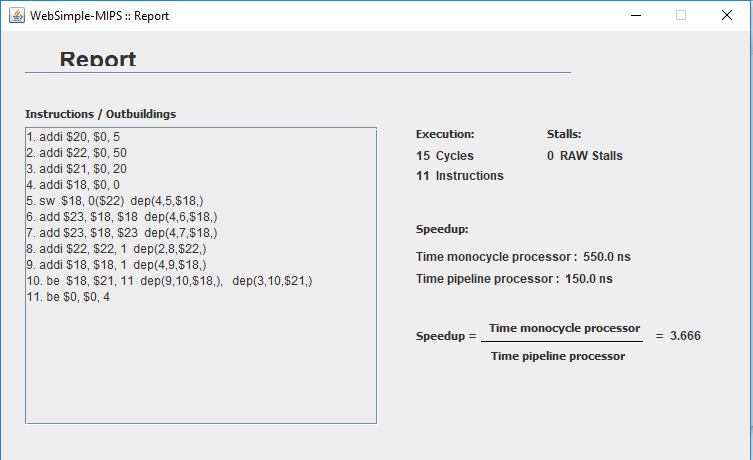 WebSimple-MIPS :: Report
Report
Instructions / Outbuildings
1. addi $20, $0, 5
2. addi $22, $0, 50
3. addi $21, $0, 20
4. addi $18, $0, 0
5. sw  $18, 0($22)  dep(4,5,$18,)
6. add $23, $18, $18  dep(4,6,$18,)
7. add $23, $18, $23  dep(4,7,$18,)
8. addi $22, $22, 1  dep(2,8,$22,)
9. addi $18, $18, 1  dep(4,9,$18,)
10. be  $18, $21, 11  dep(9,10,$18,),   dep(3,10,$21,)
11. be $0, $0, 4
Execution:
15 Cycles
11 Instructions
Stalls:
0 RAW Stalls
Speedup:
Time monocycle processor : 550.0 ns
Time pipeline processor : 150.0 ns
Speedup = Time monocycle processor = 3.666
Time pipeline processor